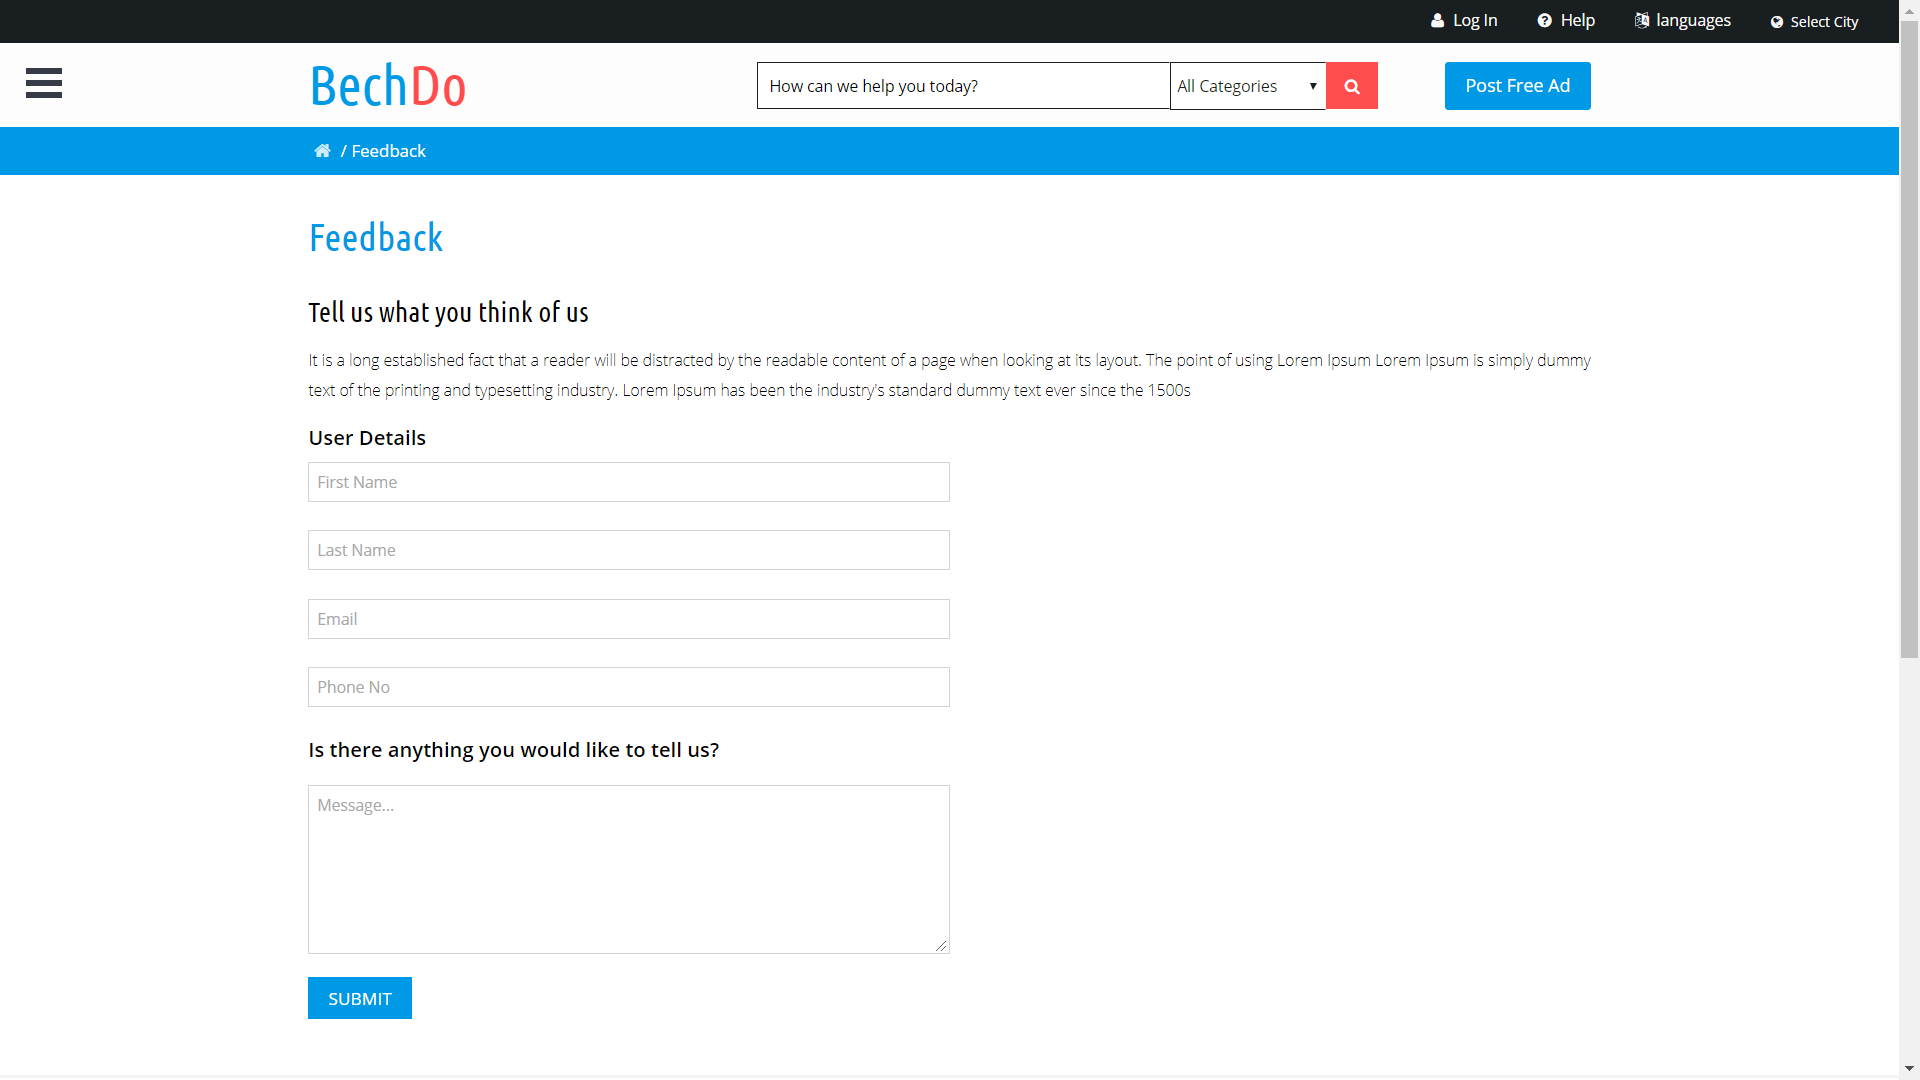 Log In Help languages Select City
BechDo
How can we help you today? All Categories Post Free Ad
/ Feedback
Feedback
Tell us what you think of us
It is a long established fact that a reader will be distracted by the readable content of a page when looking at its layout. The point of using Lorem Ipsum Lorem Ipsum is simply dummy
text of the printing and typesetting industry. Lorem Ipsum has been the industry's standard dummy text ever since the 1500s
User Details
First Name
Last Name
Email
Phone No
Is there anything you would like to tell us?
Message...
SUBMIT